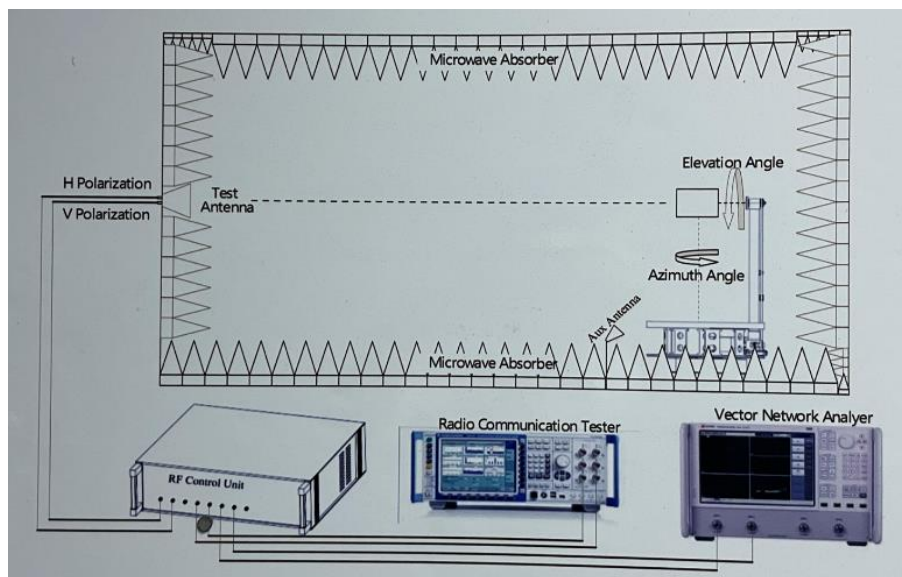 Microwave Absorber
Elevation Angle
H Polarization
Test
Antenna
V Polarization
Azimuth Angle
Aux Antenna
Microwave Absorber
Radio Communication Tester
Vector Network Analyer
RF Control Unit